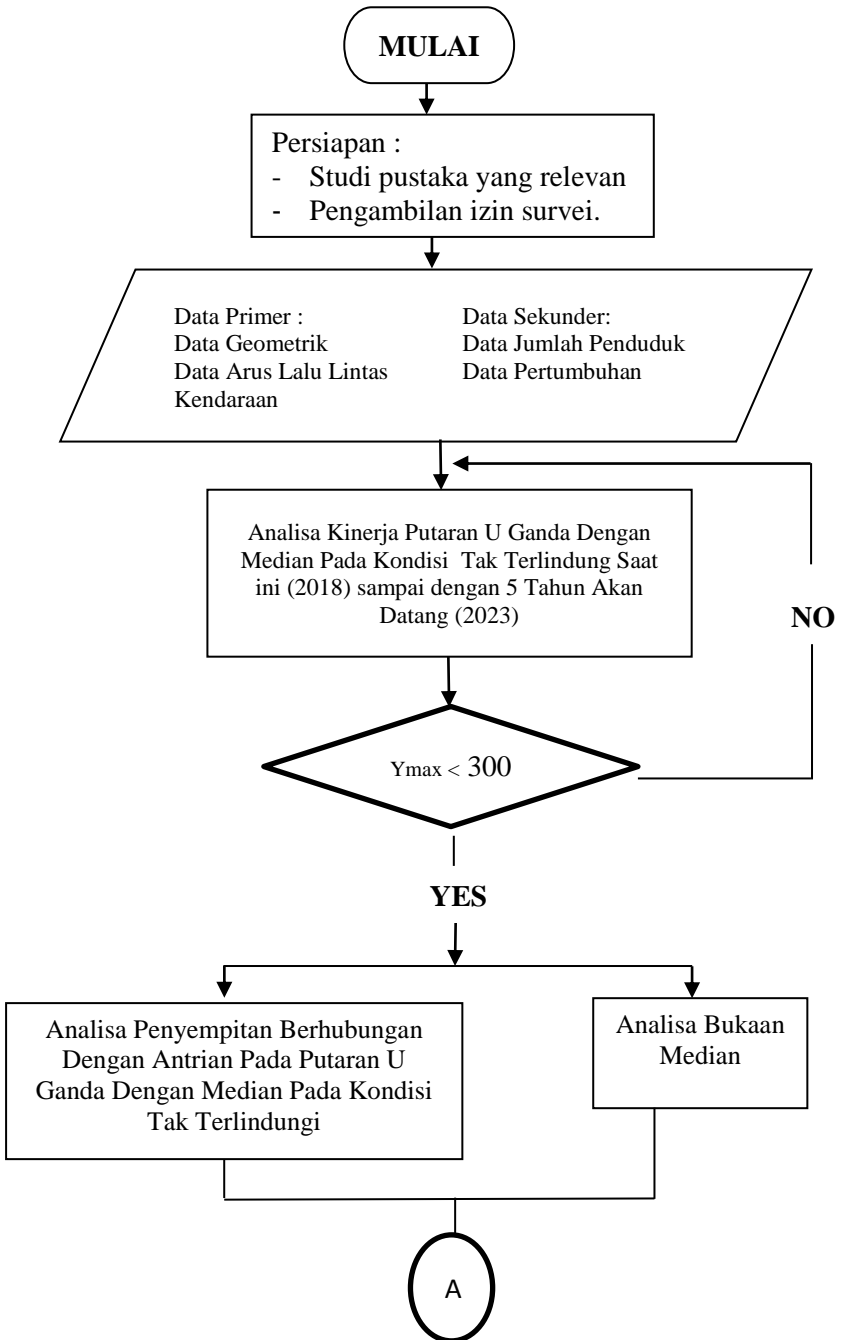 MULAI
Persiapan :
- Studi pustaka yang relevan
- Pengambilan izin survei.
Data Primer :
Data Geometrik
Data Arus Lalu Lintas
Kendaraan
Data Sekunder:
Data Jumlah Penduduk
Data Pertumbuhan
Analisa Kinerja Putaran U Ganda Dengan
Median Pada Kondisi Tak Terlindung Saat
ini (2018) sampai dengan 5 Tahun Akan
Datang (2023)
NO
Ymax < 300
YES
Analisa Penyempitan Berhubungan
Dengan Antrian Pada Putaran U
Ganda Dengan Median Pada Kondisi
Tak Terlindungi
Analisa Bukaan
Median
A